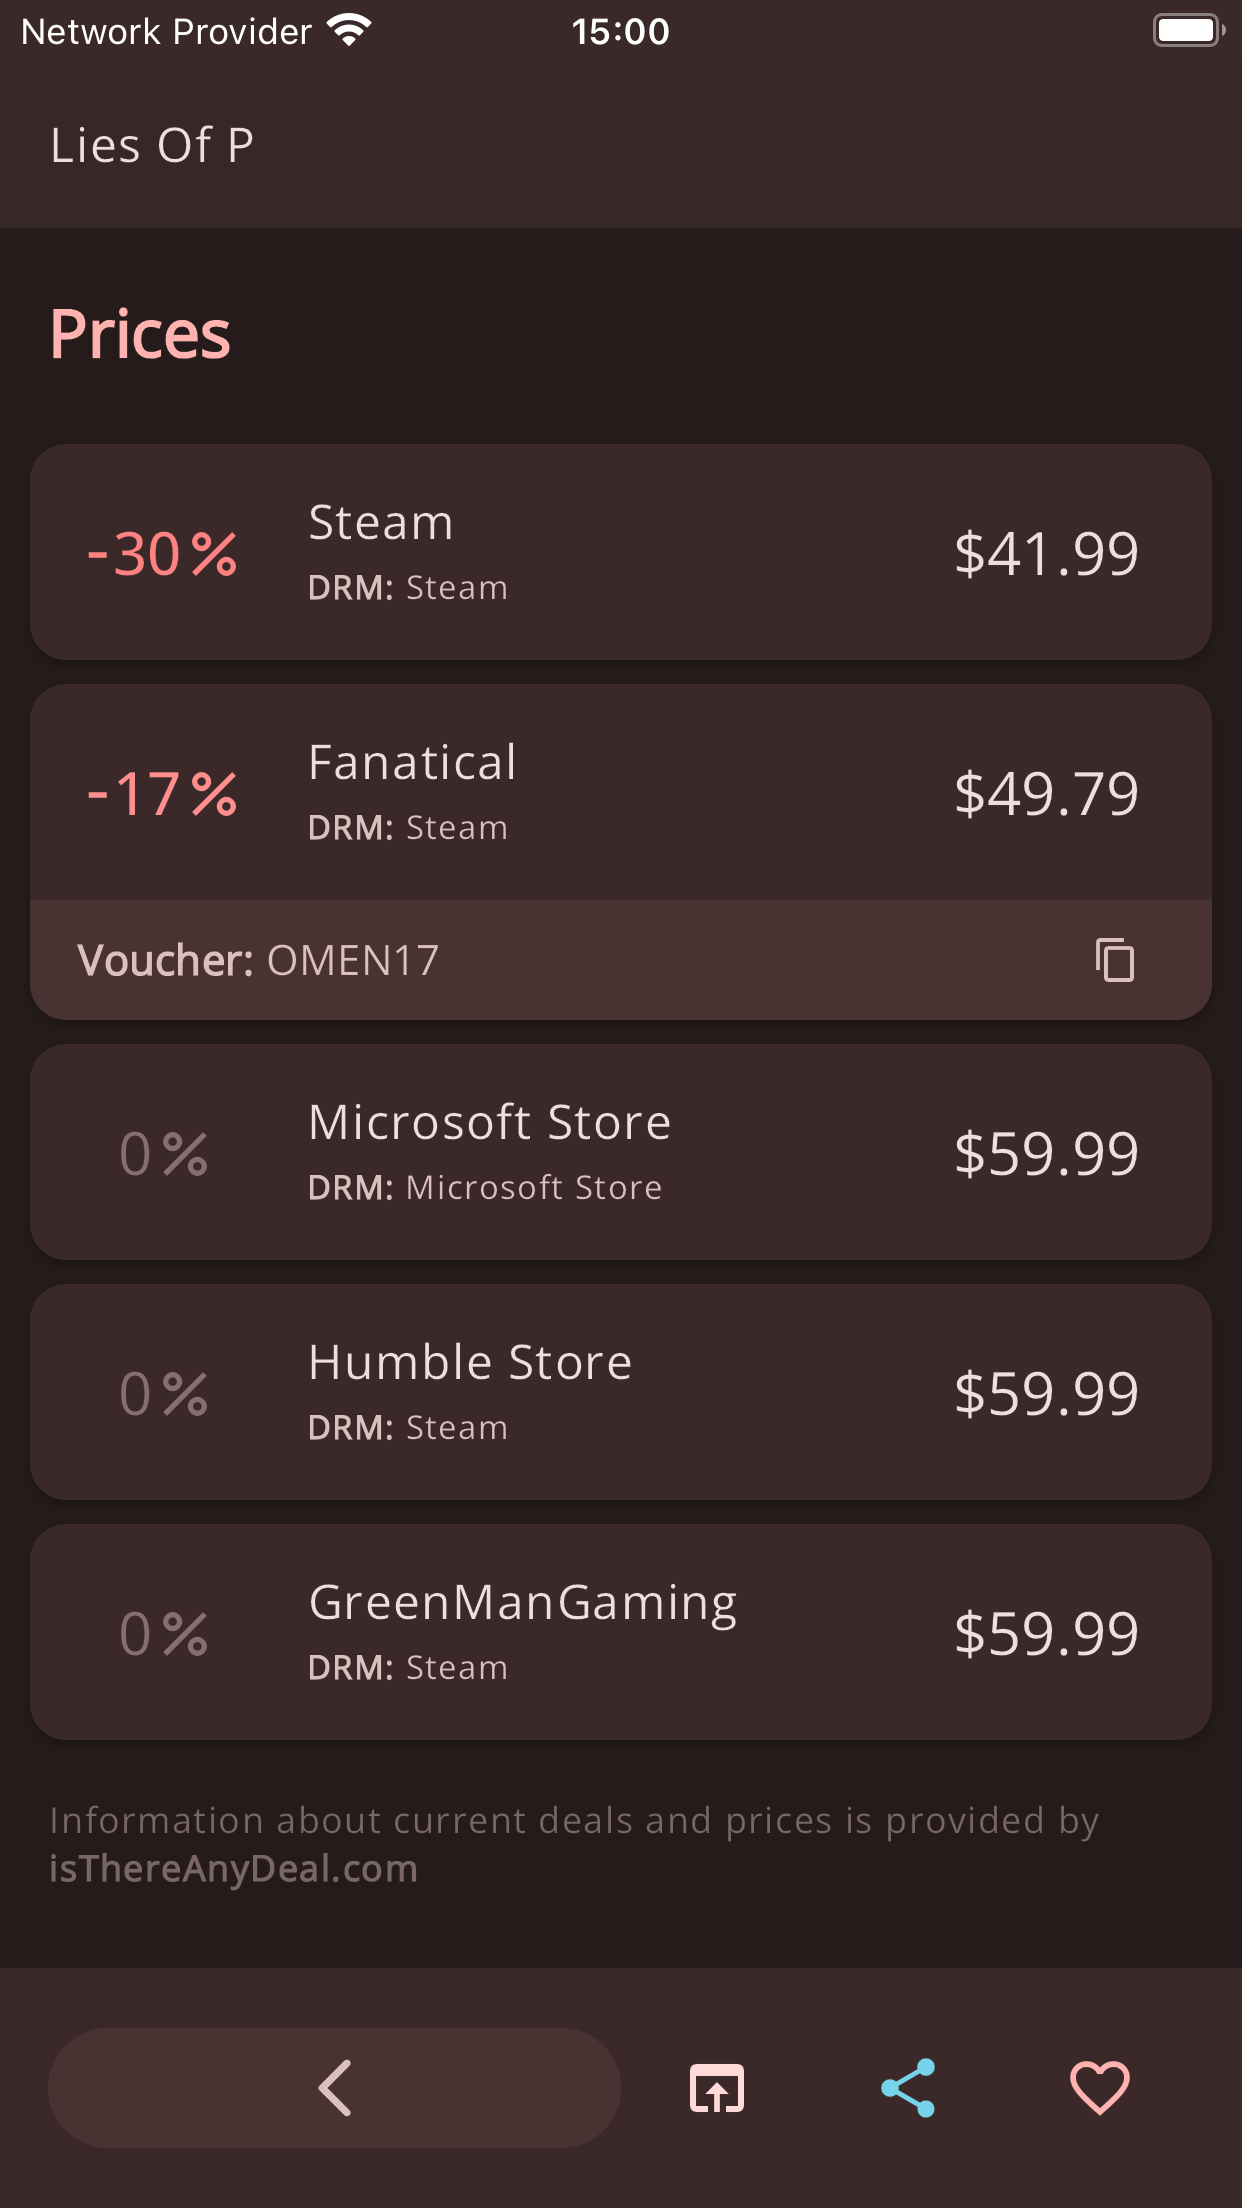 Network Provider 15:00
Lies Of P
Prices
-30% Steam $41.99
DRM: Steam
-17% Fanatical $49.79
DRM: Steam
Voucher: OMEN17
0% Microsoft Store $59.99
DRM: Microsoft Store
0% Humble Store $59.99
DRM: Steam
0% GreenManGaming $59.99
DRM: Steam
Information about current deals and prices is provided by
isThereAnyDeal.com